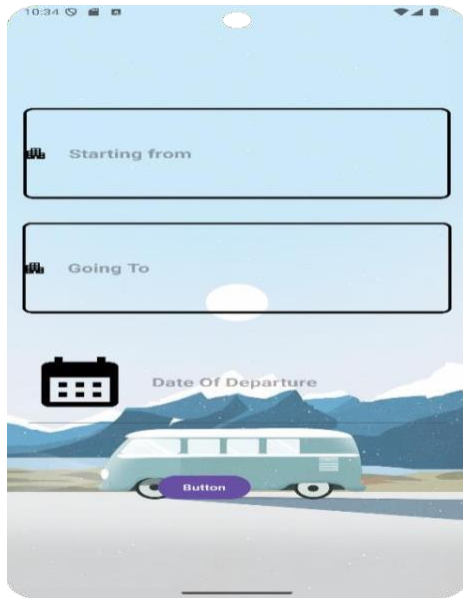 10:34
Starting from
Going To
Date Of Departure
Button